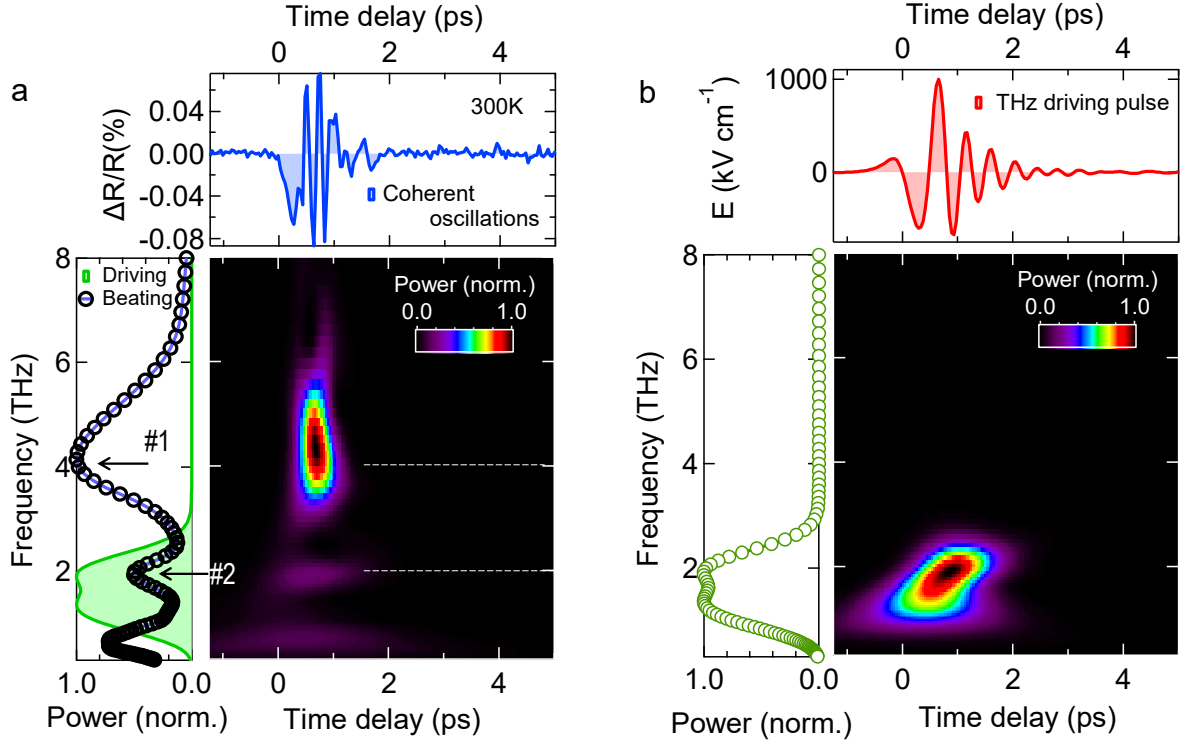 Time delay (ps)
0 2 4
a
ΔR/R(%)
0.04
0.00
-0.04
-0.08
300K
Coherent
oscillations
8
6
4
2
Frequency (THz)
Driving
Beating
#1
#2
Power (norm.)
0.0 1.0
1.0 0.0
Power (norm.)
0 2 4
Time delay (ps)
Time delay (ps)
0 2 4
b
E (kV cm-1)
1000
0
THz driving pulse
8
6
4
2
Frequency (THz)
Power (norm.)
0.0 1.0
1.0 0.0
Power (norm.)
0 2 4
Time delay (ps)